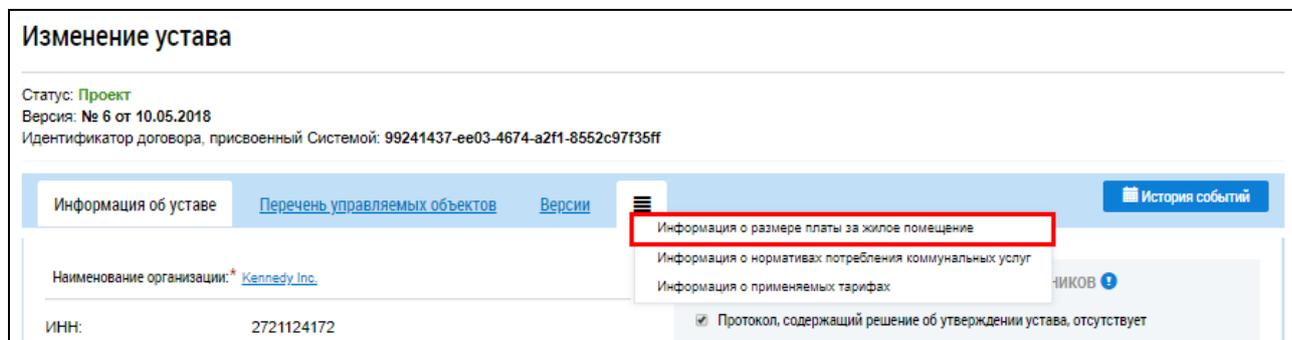 Изменение устава
Статус: Проект
Версия: № 6 от 10.05.2018
Идентификатор договора, присвоенный Системой: 99241437-ee03-4674-a2f1-8552c97f35ff
Информация об уставе Перечень управляемых объектов Версии История событий
Информация о размере платы за жилое помещение
Информация о нормативах потребления коммунальных услуг
Информация о применяемых тарифах
Наименование организации:* Kennedy Inc.
ИНН: 2721124172
Протокол, содержащий решение об утверждении устава, отсутствует